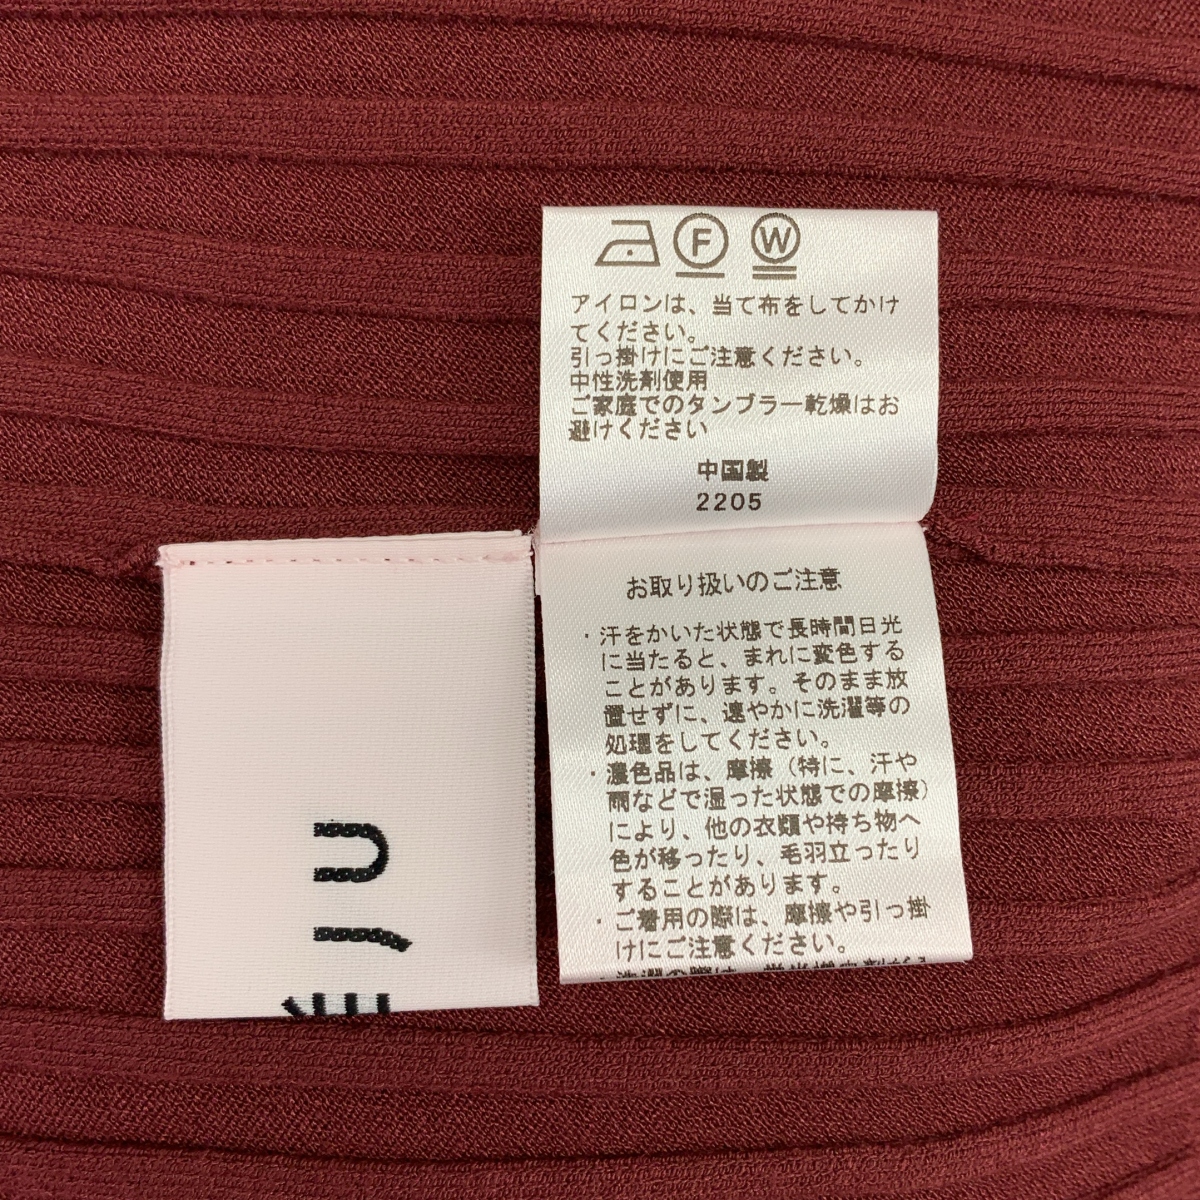 F W
アイロンは、当て布をしてかけ
てください。
引っ掛けにご注意ください。
中性洗剤使用
ご家庭でのタンブラー乾燥はお
避けください
中国製
2205
お取り扱いのご注意
・汗をかいた状態で長時間日光
に当たると、まれに変色する
ことがあります。そのまま放
置せずに、速やかに洗濯等の
処理をしてください。
・濃色品は、摩擦（特に、汗や
雨などで湿った状態での摩擦）
により、他の衣類や持ち物へ
色が移ったり、毛羽立ったり
することがあります。
・ご着用の際は、摩擦や引っ掛
けにご注意ください。